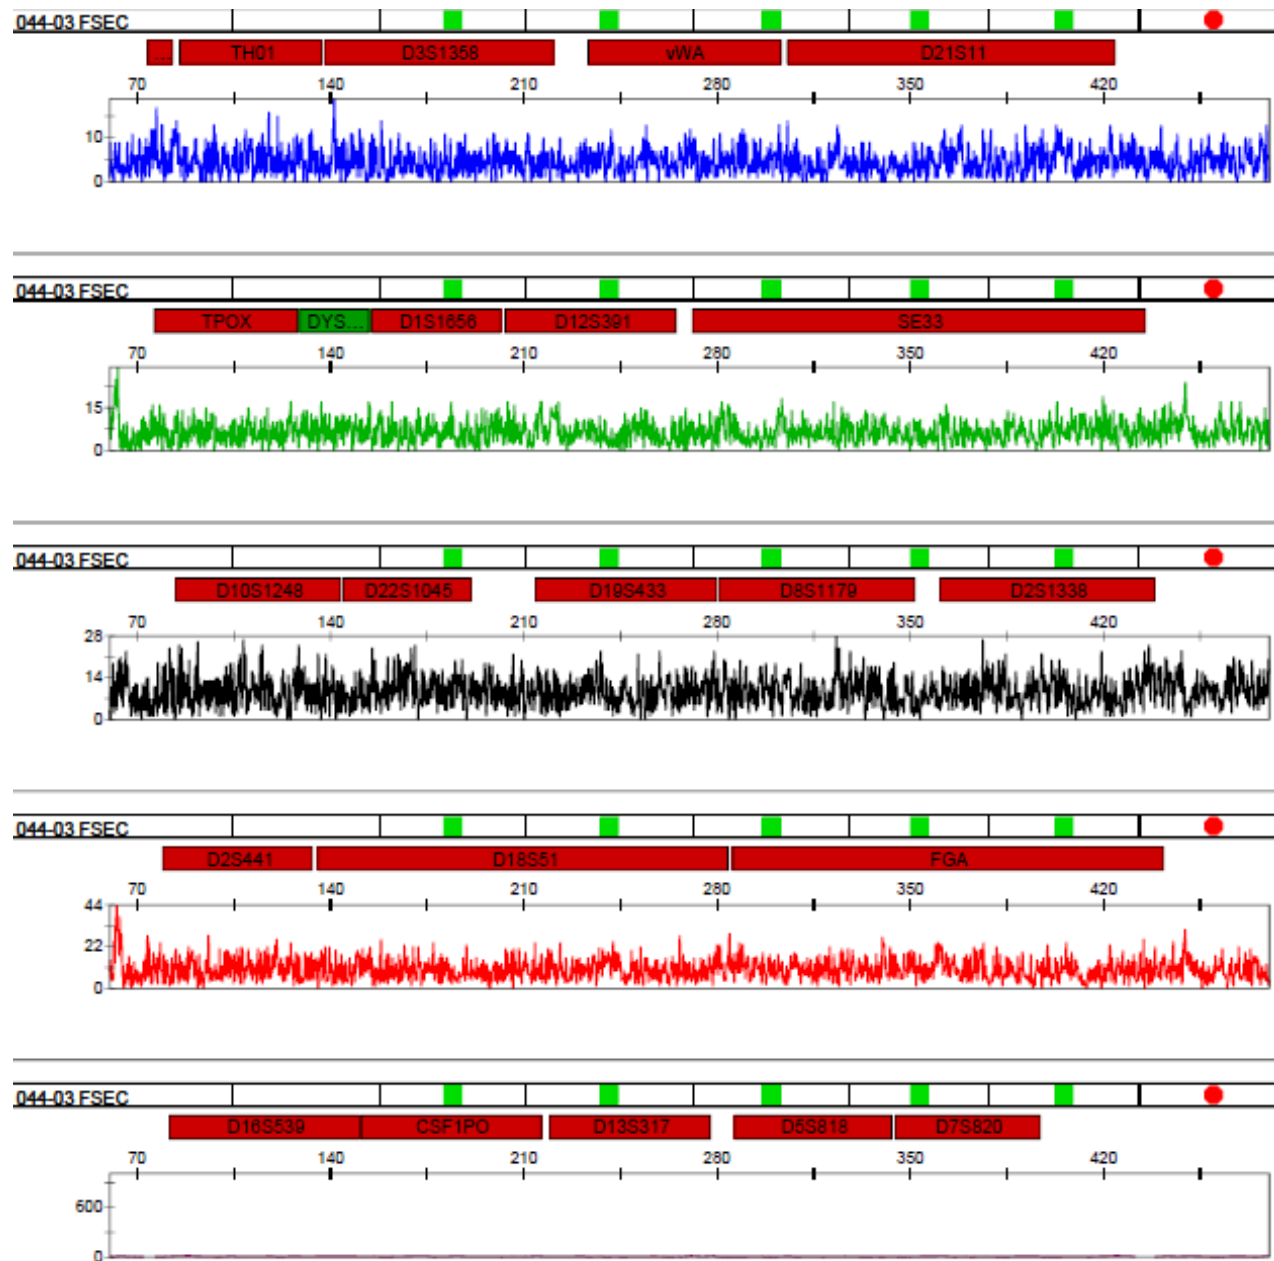 044-03 FSEC
... TH01 D3S1358 vWA D21S11
70 140 210 280 350 420
10
0
044-03 FSEC
TPOX DYS... D1S1656 D12S391 SE33
70 140 210 280 350 420
15
0
044-03 FSEC
D10S1248 D22S1045 D19S433 D8S1179 D2S1338
70 140 210 280 350 420
28
14
0
044-03 FSEC
D2S441 D18S51 FGA
70 140 210 280 350 420
44
22
0
044-03 FSEC
D16S539 CSF1PO D13S317 D5S818 D7S820
70 140 210 280 350 420
600
0